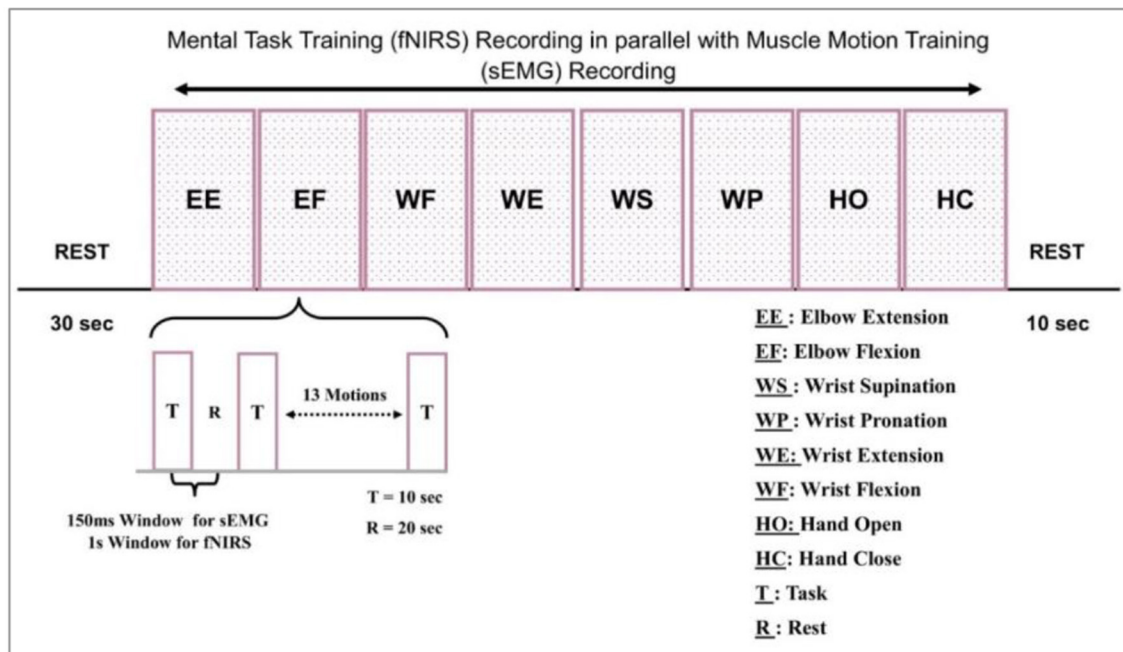 Mental Task Training (fNIRS) Recording in parallel with Muscle Motion Training
(sEMG) Recording
EE
EF
WF
WE
WS
WP
HO
HC
REST
REST
30 sec
10 sec
T
R
T
13 Motions
T
150ms Window for sEMG
1s Window for fNIRS
T = 10 sec
R = 20 sec
EE : Elbow Extension
EF: Elbow Flexion
WS : Wrist Supination
WP : Wrist Pronation
WE: Wrist Extension
WF: Wrist Flexion
HO: Hand Open
HC: Hand Close
T : Task
R : Rest